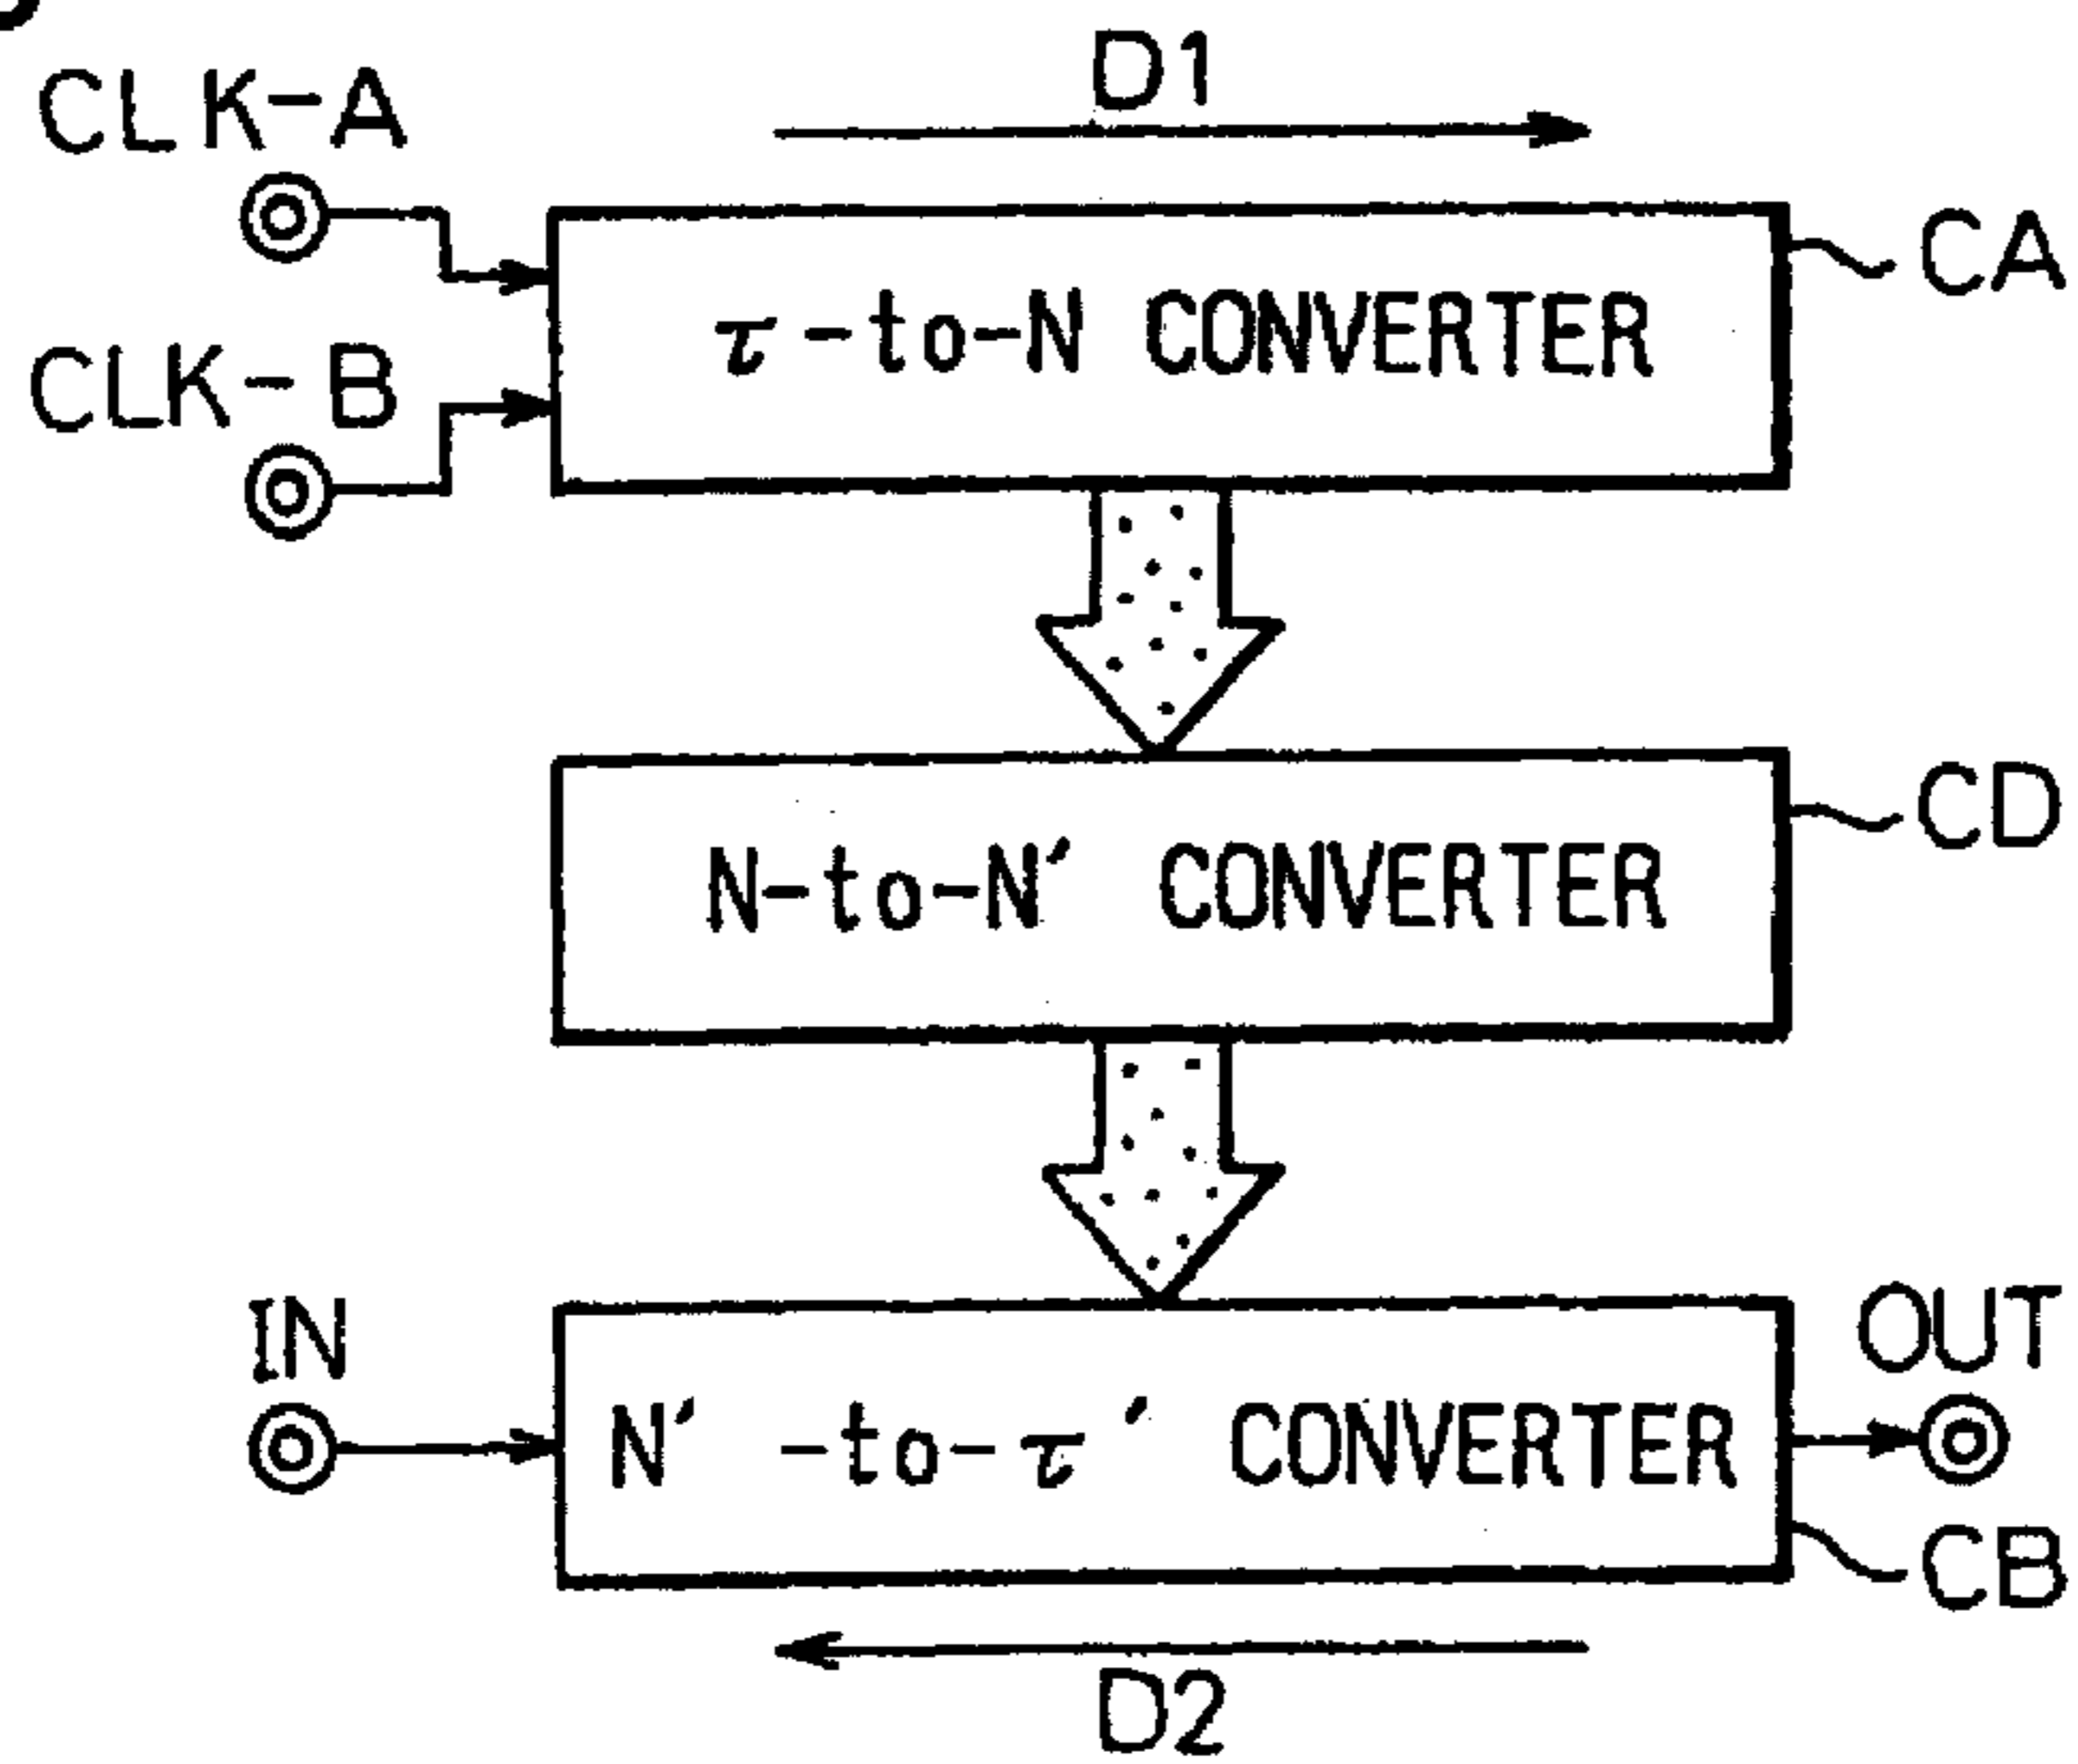 D1
CLK-A
CA
τ-to-N CONVERTER
CLK-B
CD
N-to-N′ CONVERTER
IN
OUT
N′ -to-τ ′ CONVERTER
CB
D2